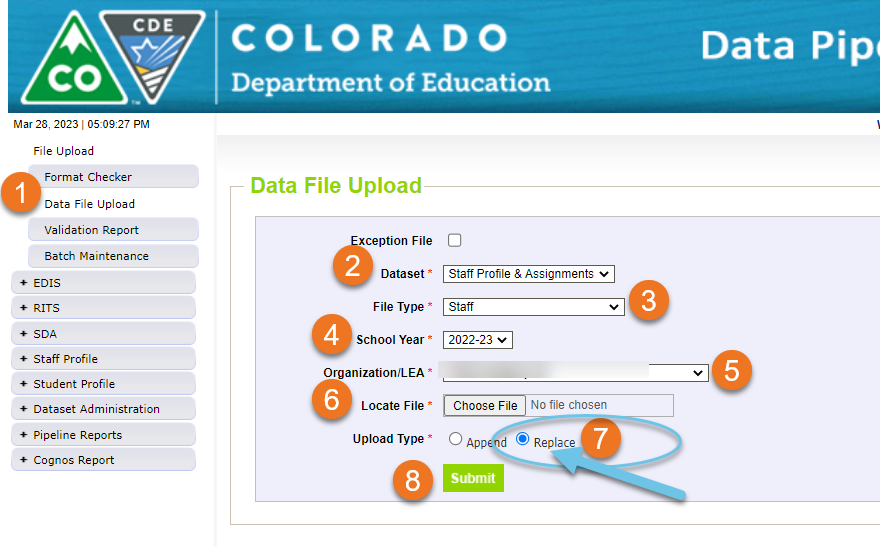 CDE
CO
TM
COLORADO
Department of Education
Data Pip
Mar 28, 2023 | 05:09:27 PM
File Upload
Format Checker
1
Data File Upload
Validation Report
Batch Maintenance
+ EDIS
+ RITS
+ SDA
+ Staff Profile
+ Student Profile
+ Dataset Administration
+ Pipeline Reports
+ Cognos Report
Data File Upload
Exception File
2 Dataset * Staff Profile & Assignments
File Type * Staff 3
4 School Year * 2022-23
Organization/LEA * 5
6 Locate File * Choose File No file chosen
Upload Type * Append Replace 7
8 Submit